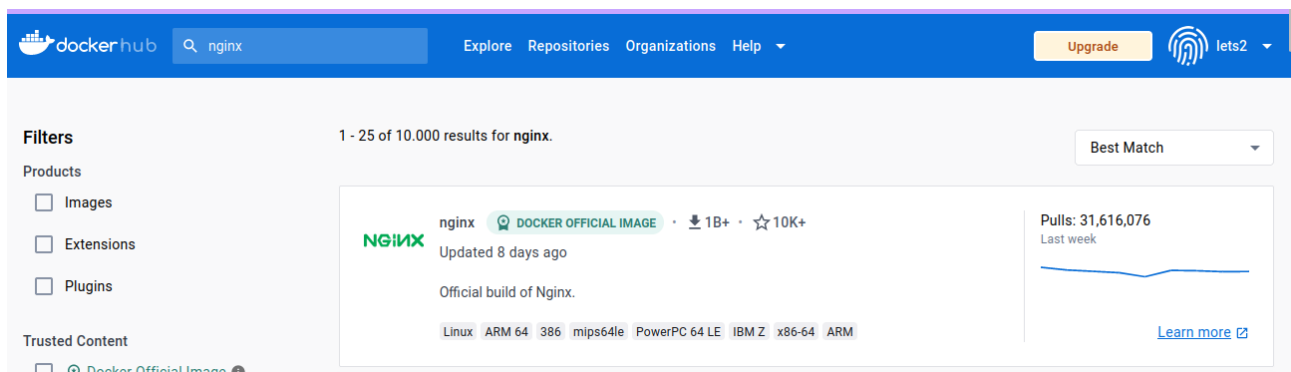 dockerhub nginx Explore Repositories Organizations Help Upgrade lets2
Filters
Products
Images
Extensions
Plugins
Trusted Content
Docker Official Image
1 - 25 of 10.000 results for nginx.
Best Match
NGINX
nginx DOCKER OFFICIAL IMAGE · 1B+ · 10K+
Updated 8 days ago
Official build of Nginx.
Linux ARM 64 386 mips64le PowerPC 64 LE IBM Z x86-64 ARM
Pulls: 31,616,076
Last week
Learn more